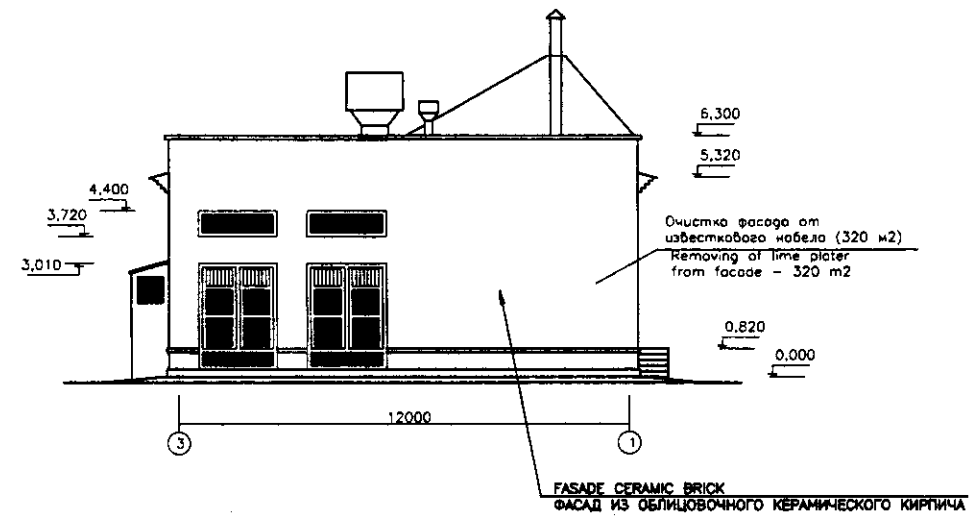 6,300
5,320
4,400
3,720
3,010
Очистка фасада от
известкового набела (320 м2)
Removing of lime plater
from facade – 320 m2
0,820
0,000
12000
3
1
FASADE CERAMIC BRICK
ФАСАД ИЗ ОБЛИЦОВОЧНОГО КЕРАМИЧЕСКОГО КИРПИЧА